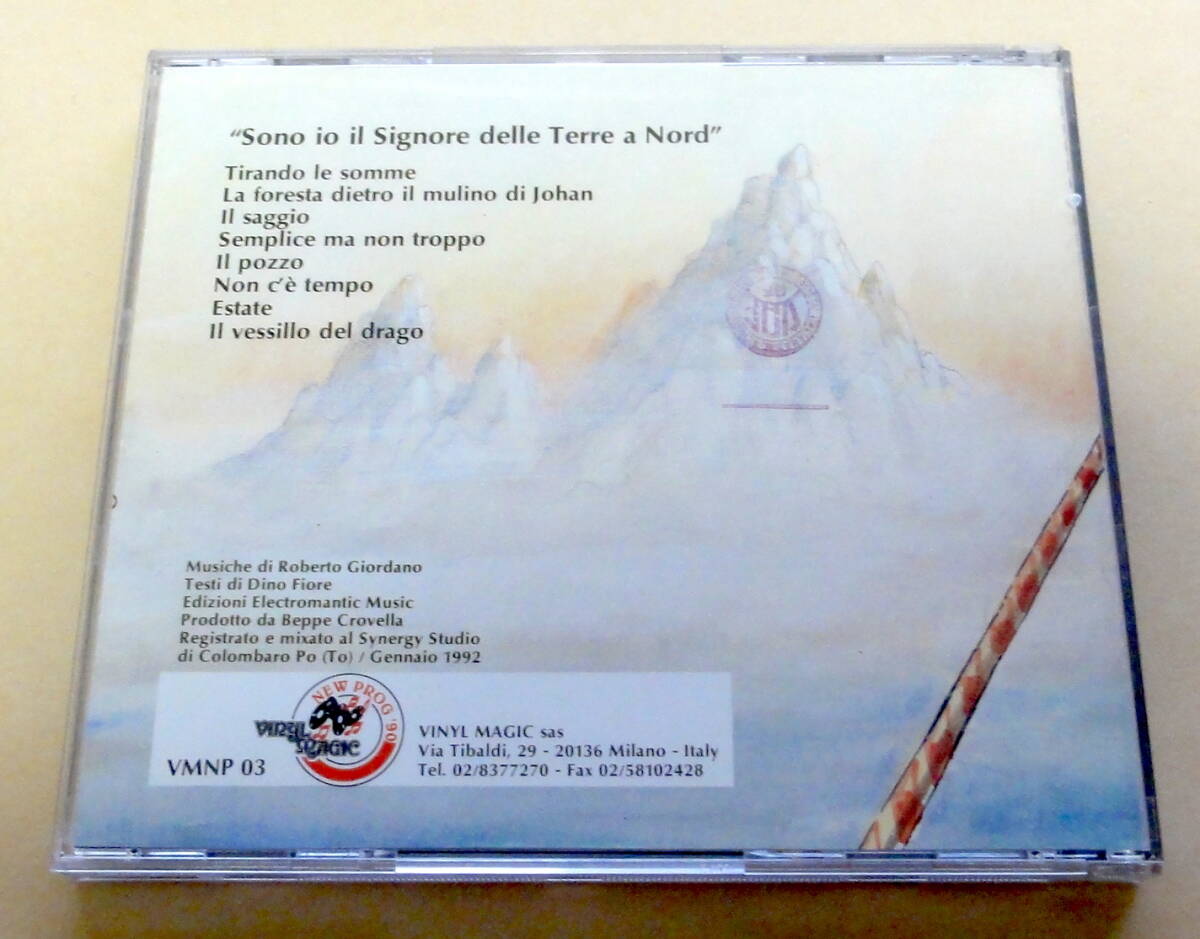 “Sono io il Signore delle Terre a Nord”
Tirando le somme
La foresta dietro il mulino di Johan
Il saggio
Semplice ma non troppo
Il pozzo
Non c'è tempo
Estate
Il vessillo del drago
Musiche di Roberto Giordano
Testi di Dino Fiore
Edizioni Electromantic Music
Prodotto da Beppe Crovella
Registrato e mixato al Synergy Studio
di Colombaro Po (To) / Gennaio 1992
NEW PROG '90
VINYL
MAGIC
VMNP 03
VINYL MAGIC sas
Via Tibaldi, 29 - 20136 Milano - Italy
Tel. 02/8377270 - Fax 02/58102428